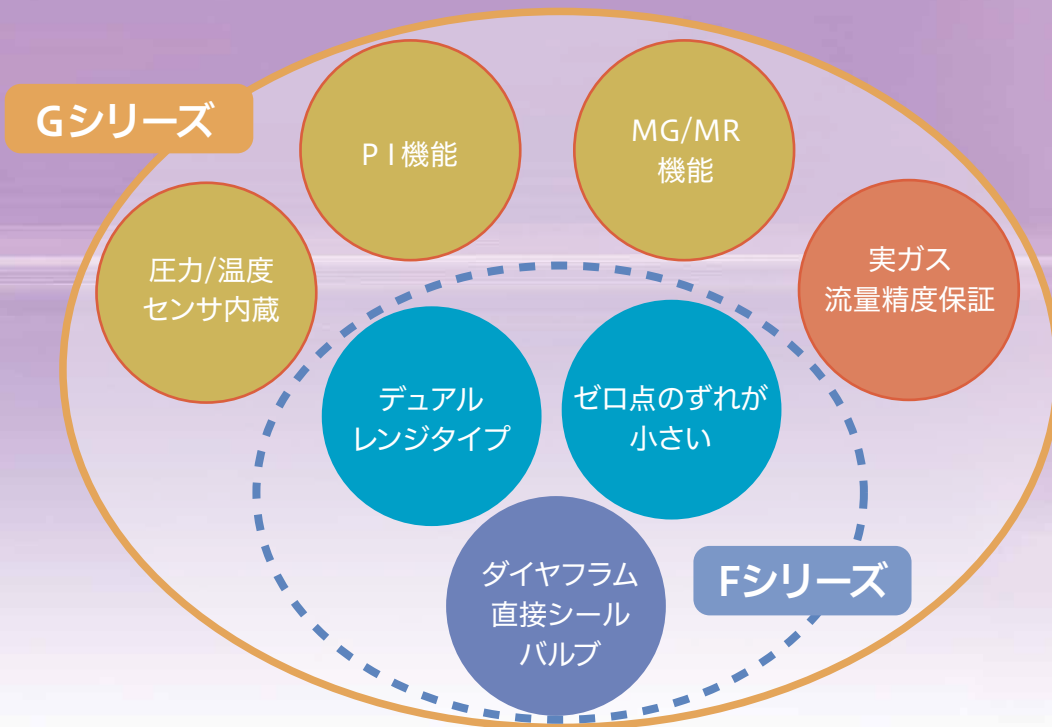 Gシリーズ
PI機能
MG/MR
機能
圧力/温度
センサ内蔵
実ガス
流量精度保証
デュアル
レンジタイプ
ゼロ点のずれが
小さい
ダイヤフラム
直接シール
バルブ
Fシリーズ